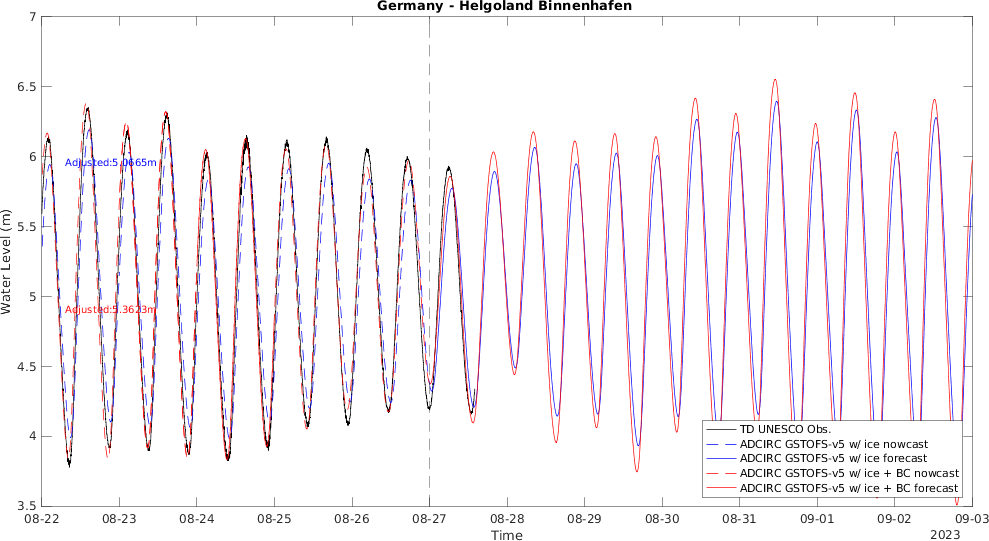 Germany - Helgoland Binnenhafen
7
6.5
6
5.5
5
4.5
4
3.5
Water Level (m)
Adjusted:5.0665m
Adjusted:5.3623m
TD UNESCO Obs.
ADCIRC GSTOFS-v5 w/ ice nowcast
ADCIRC GSTOFS-v5 w/ ice forecast
ADCIRC GSTOFS-v5 w/ ice + BC nowcast
ADCIRC GSTOFS-v5 w/ ice + BC forecast
08-22 08-23 08-24 08-25 08-26 08-27 08-28 08-29 08-30 08-31 09-01 09-02 09-03
Time
2023